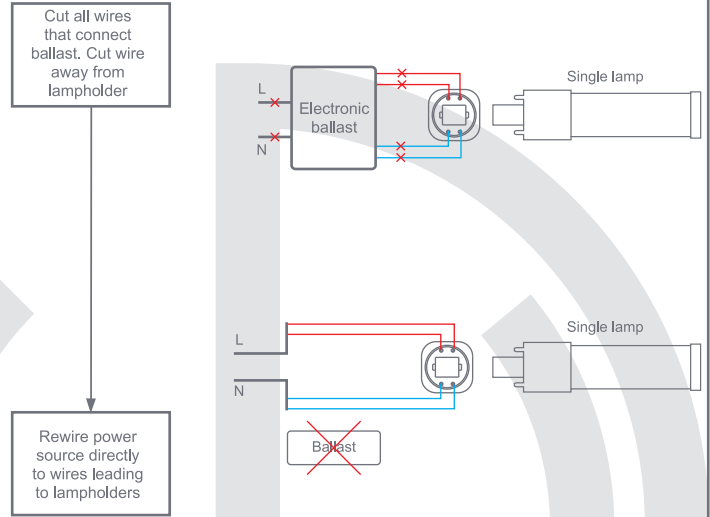 Cut all wires
that connect
ballast. Cut wire
away from
lampholder
L
N
Electronic
ballast
Single lamp
L
N
Single lamp
Ballast
Rewire power
source directly
to wires leading
to lampholders